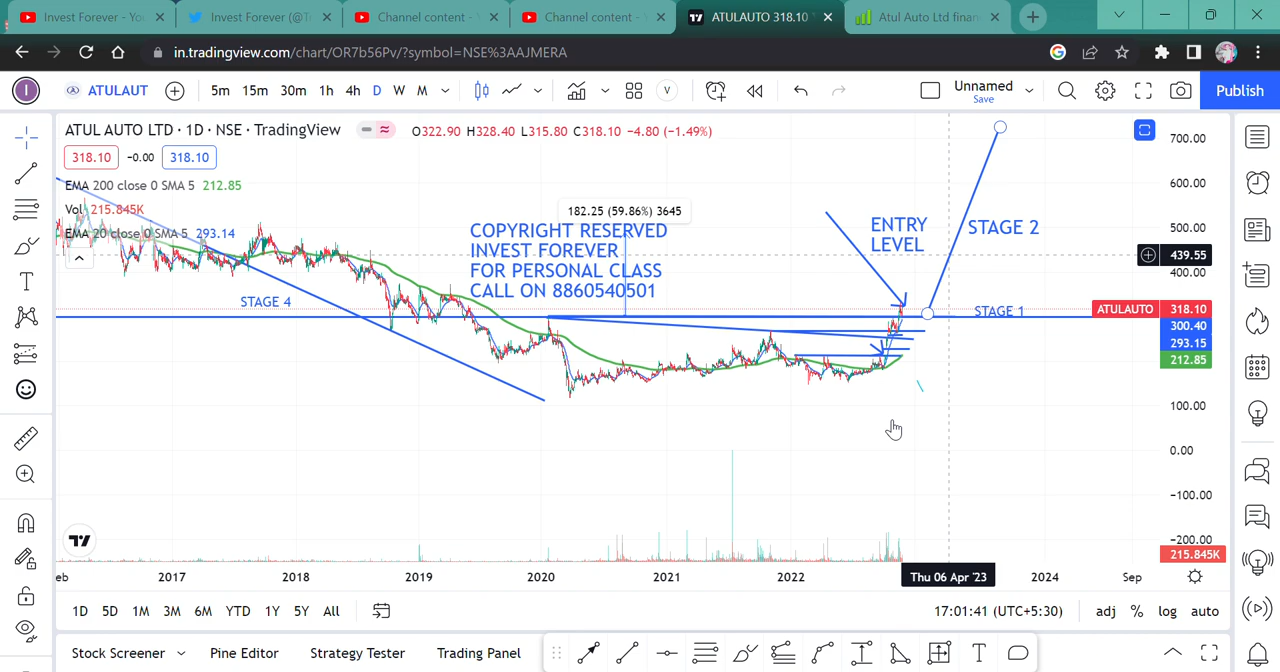 Invest Forever - Yo
Invest Forever (@T
Channel content - Y
Channel content - Y
ATULAUTO 318.10
Atul Auto Ltd finan
in.tradingview.com/chart/OR7b56Pv/?symbol=NSE%3AAJMERA
I
ATULAUT
5m 15m 30m 1h 4h D W M
V
Unnamed
Save
Publish
ATUL AUTO LTD · 1D · NSE · TradingView
O322.90 H328.40 L315.80 C318.10 −4.80 (−1.49%)
318.10 −0.00 318.10
EMA 200 close 0 SMA 5 212.85
Vol 215.845K
EMA 20 close 0 SMA 5 293.14
182.25 (59.86%) 3645
COPYRIGHT RESERVED
INVEST FOREVER
FOR PERSONAL CLASS
CALL ON 8860540501
ENTRY
LEVEL
STAGE 2
STAGE 4
STAGE 1
700.00
600.00
500.00
439.55
400.00
ATULAUTO 318.10
300.40
293.15
212.85
100.00
0.00
−100.00
−200.00
215.845K
eb 2017 2018 2019 2020 2021 2022 Thu 06 Apr '23 2024 Sep
1D 5D 1M 3M 6M YTD 1Y 5Y All
17:01:41 (UTC+5:30) adj % log auto
Stock Screener Pine Editor Strategy Tester Trading Panel